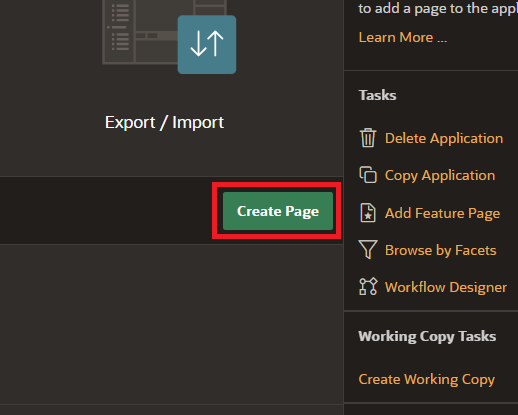 to add a page to the appl
Learn More ...
Export / Import
Tasks
Delete Application
Copy Application
Add Feature Page
Create Page
Browse by Facets
Workflow Designer
Working Copy Tasks
Create Working Copy